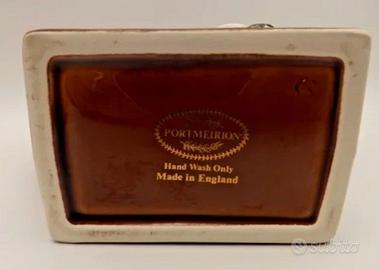 PORTMEIRION
Hand Wash Only
Made in England
subito